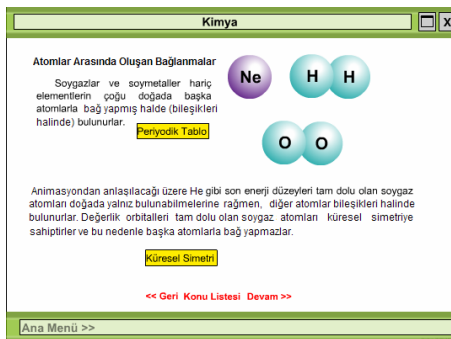 Kimya
X
Atomlar Arasında Oluşan Bağlanmalar
Soygazlar ve soymetaller hariç
elementlerin çoğu doğada başka
atomlarla bağ yapmış halde (bileşikleri
halinde) bulunurlar.
Periyodik Tablo
Ne
H H
O O
Animasyondan anlaşılacağı üzere He gibi son enerji düzeyleri tam dolu olan soygaz
atomları doğada yalnız bulunabilmelerine rağmen, diğer atomlar bileşikleri halinde
bulunurlar. Değerlik orbitalleri tam dolu olan soygaz atomları küresel simetriye
sahiptirler ve bu nedenle başka atomlarla bağ yapmazlar.
Küresel Simetri
<< Geri Konu Listesi Devam >>
Ana Menü >>